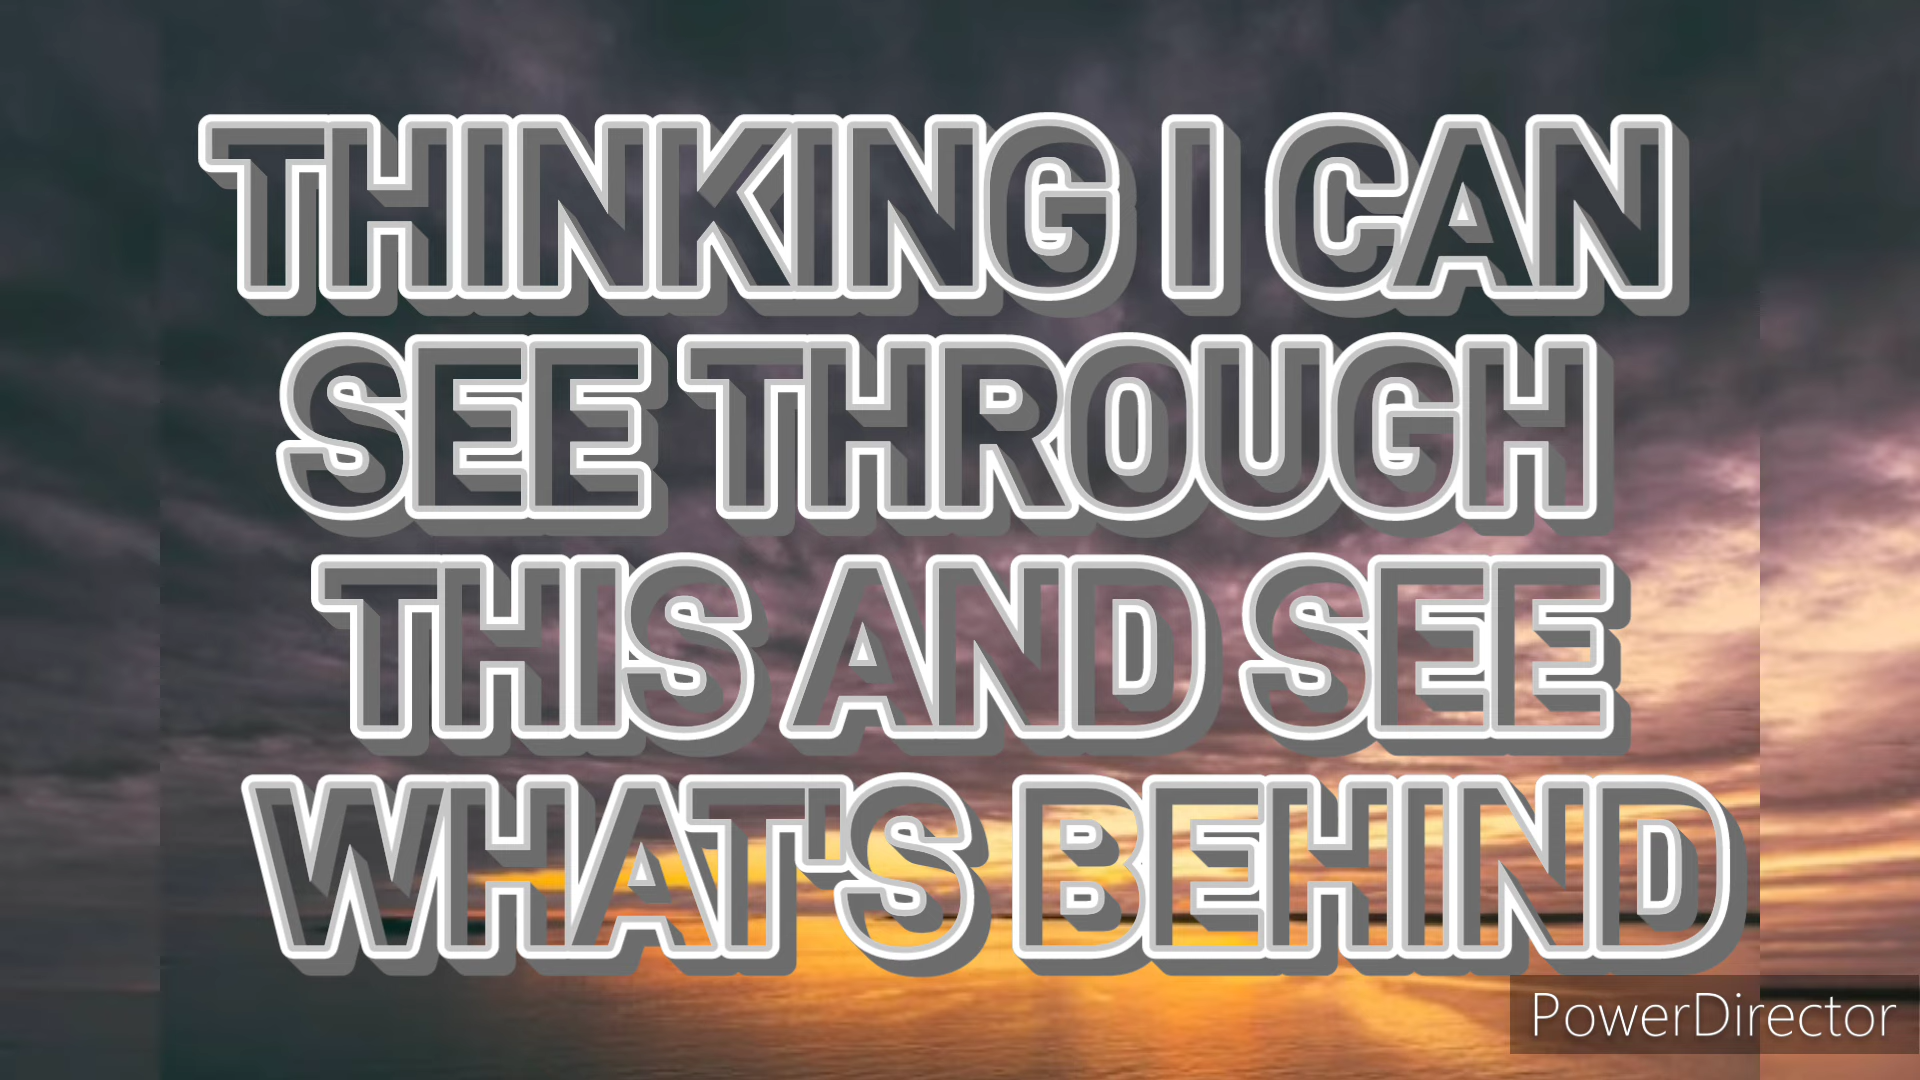 THINKING I CAN
SEE THROUGH
THIS AND SEE
WHAT'S BEHIND
PowerDirector